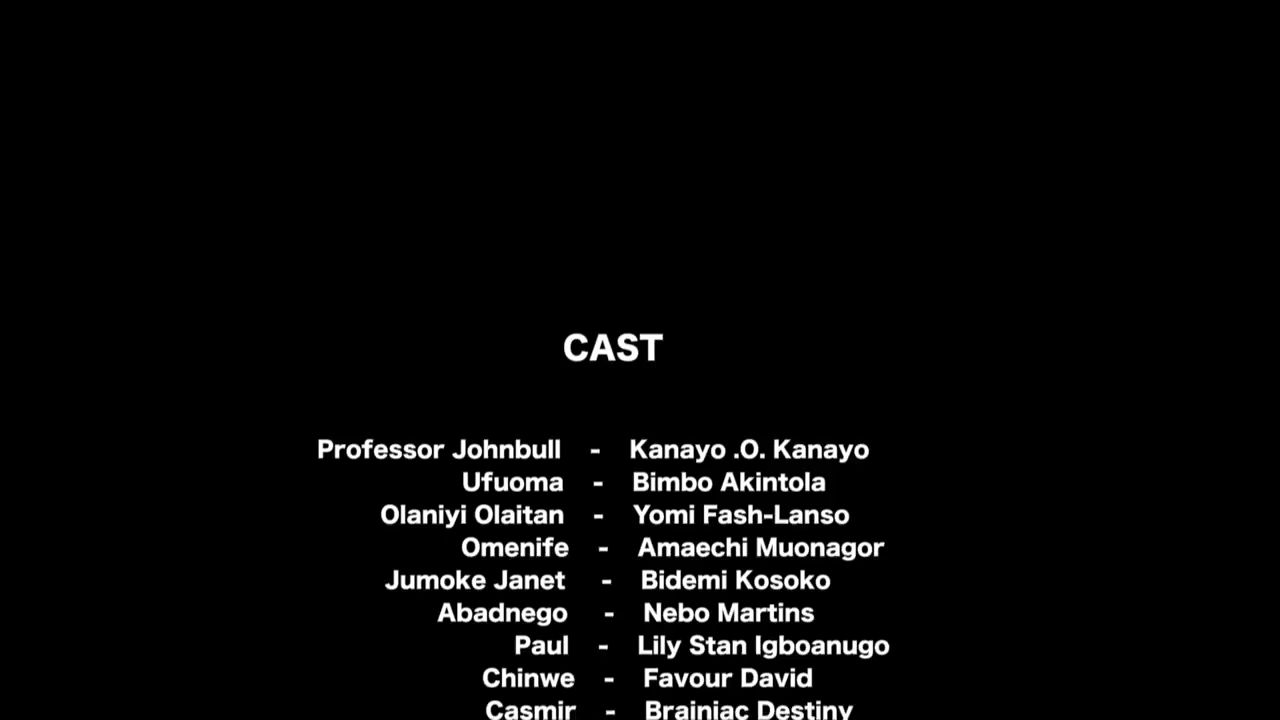 CAST
Professor Johnbull - Kanayo .O. Kanayo
Ufuoma - Bimbo Akintola
Olaniyi Olaitan - Yomi Fash-Lanso
Omenife - Amaechi Muonagor
Jumoke Janet - Bidemi Kosoko
Abadnego - Nebo Martins
Paul - Lily Stan Igboanugo
Chinwe - Favour David
Casmir - Brainiac Destiny